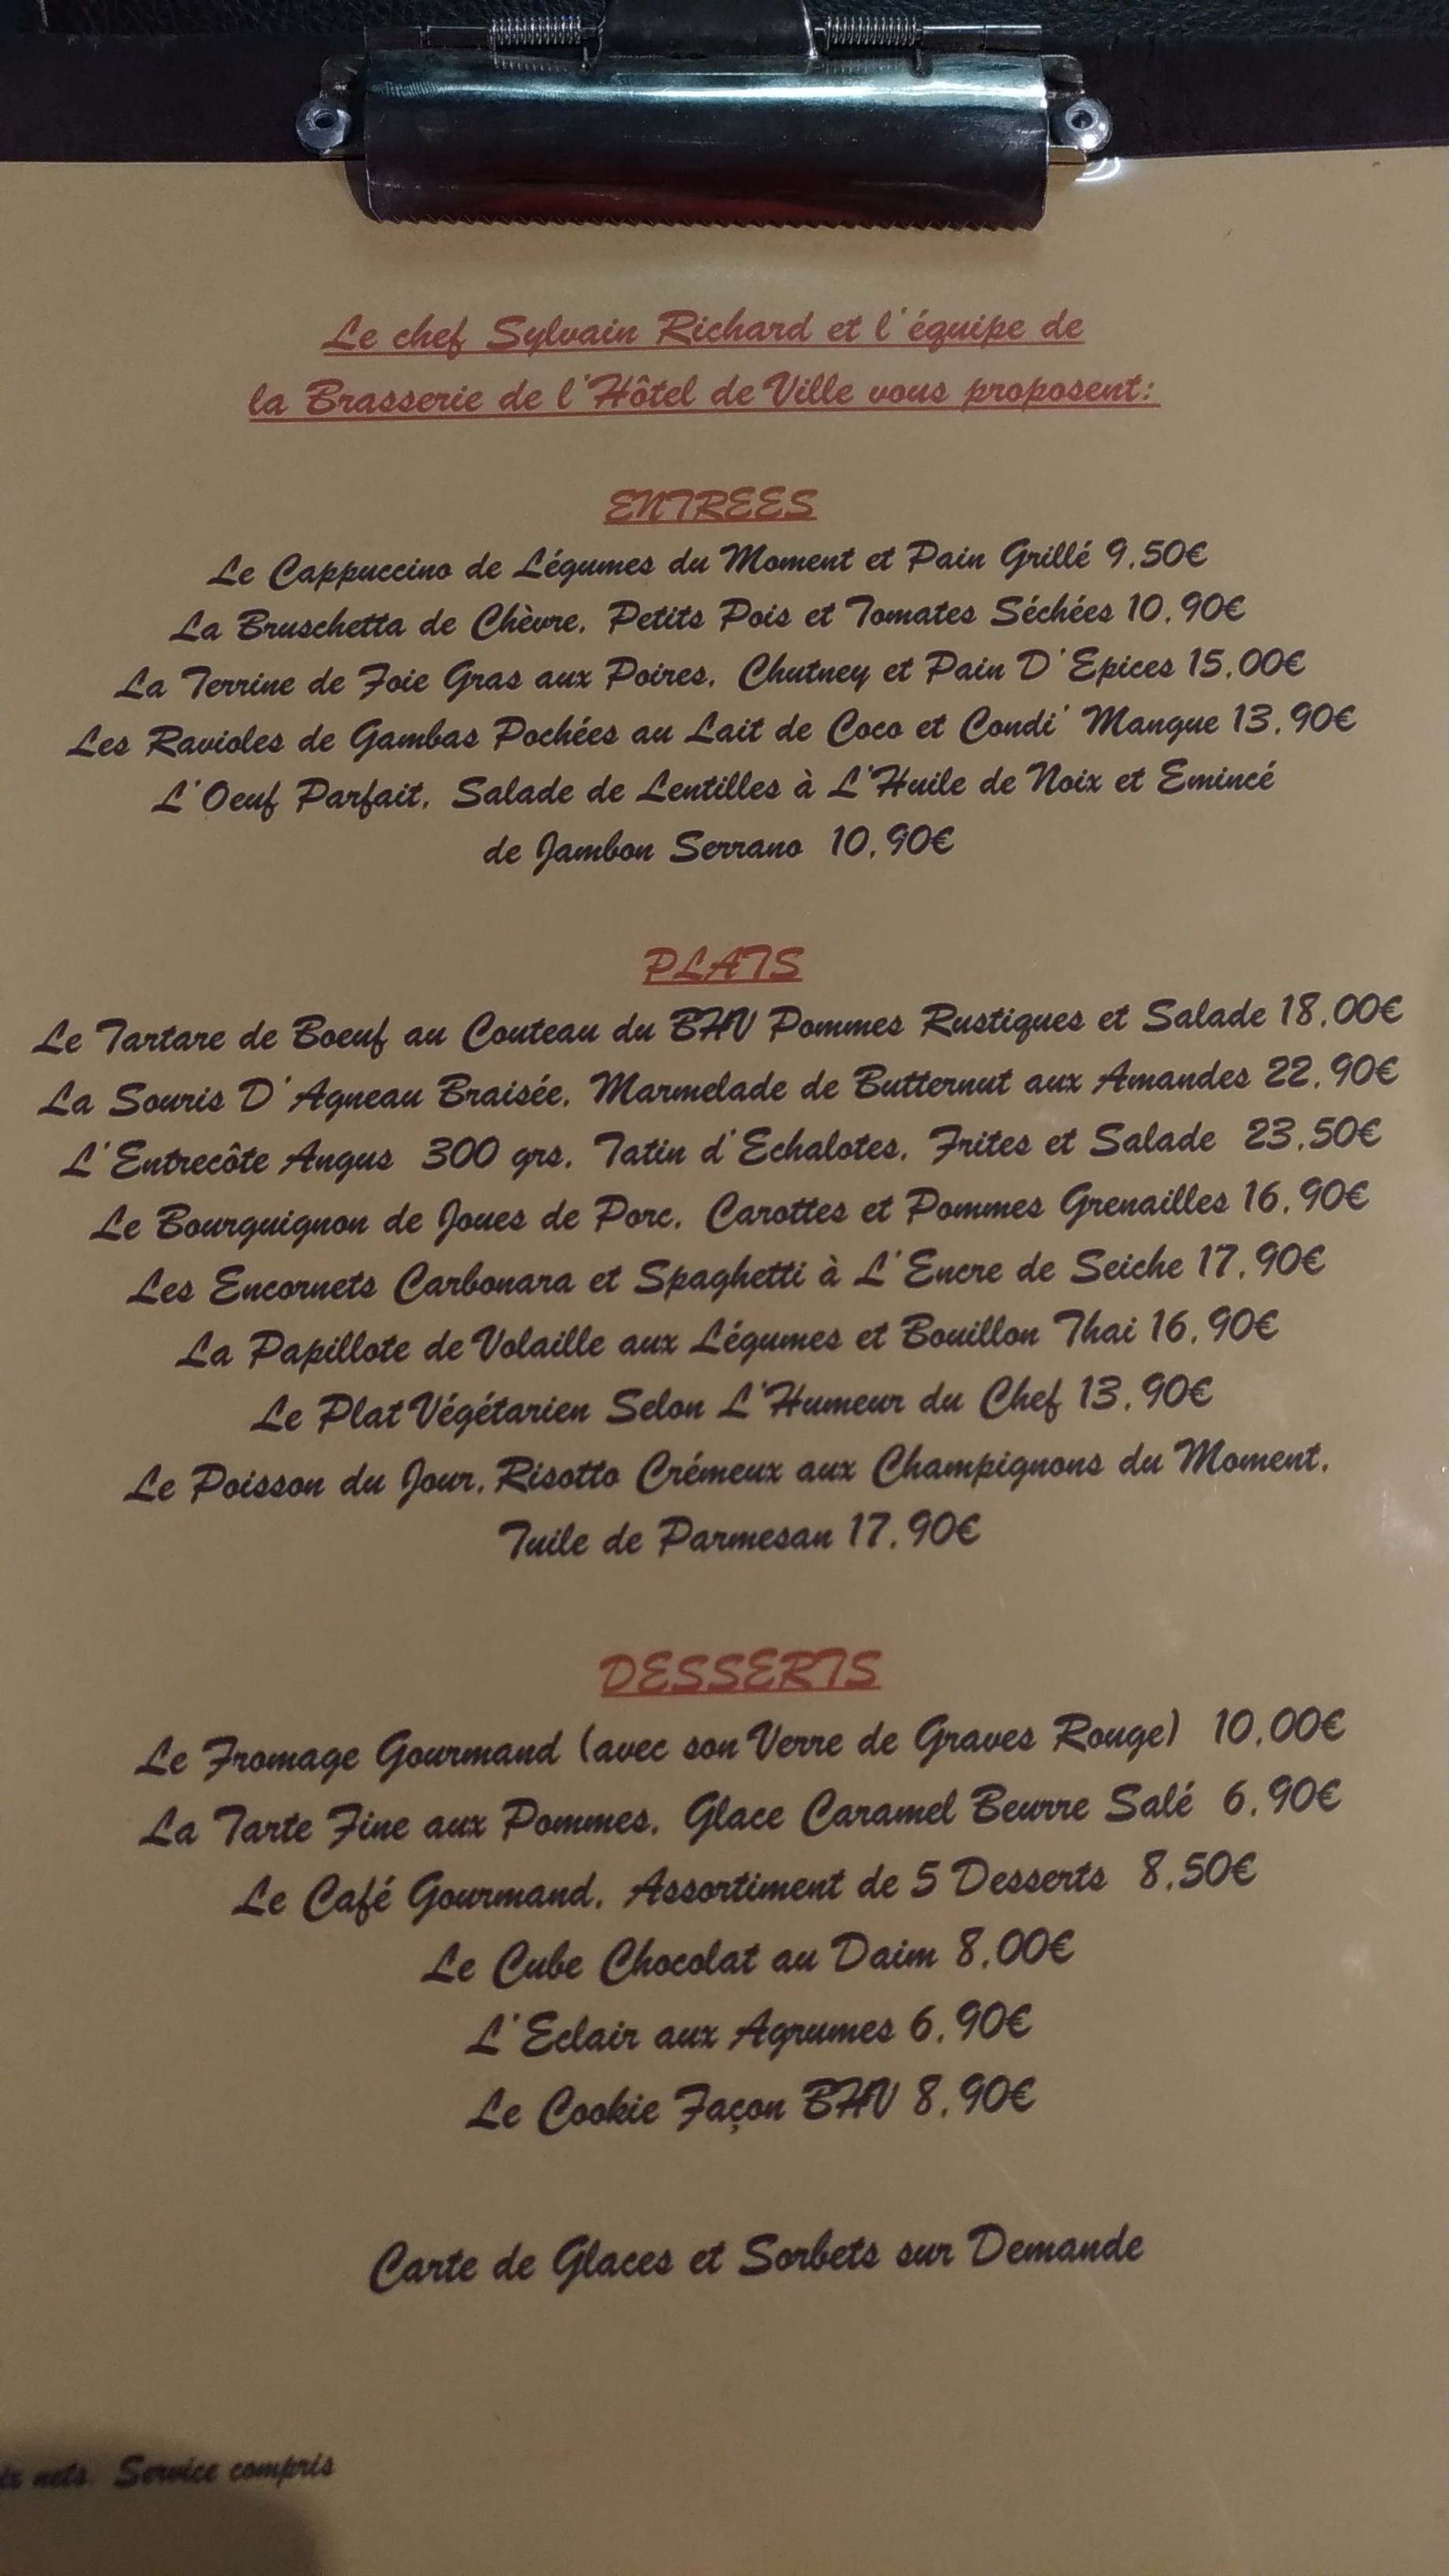 Le chef Sylvain Richard et l'équipe de
la Brasserie de l'Hôtel de Ville vous proposent:
ENTREES
Le Cappuccino de Légumes du Moment et Pain Grillé 9,50€
La Bruschetta de Chèvre, Petits Pois et Tomates Séchées 10,90€
La Terrine de Foie Gras aux Poires, Chutney et Pain D'Epices 15,00€
Les Ravioles de Gambas Pochées au Lait de Coco et Condi' Mangue 13,90€
L'Oeuf Parfait, Salade de Lentilles à L'Huile de Noix et Emincé
de Jambon Serrano 10,90€
PLATS
Le Tartare de Boeuf au Couteau du BHV Pommes Rustiques et Salade 18,00€
La Souris D'Agneau Braisée, Marmelade de Butternut aux Amandes 22,90€
L'Entrecôte Angus 300 grs, Tatin d'Echalotes, Frites et Salade 23,50€
Le Bourguignon de Joues de Porc, Carottes et Pommes Grenailles 16,90€
Les Encornets Carbonara et Spaghetti à L'Encre de Seiche 17,90€
La Papillote de Volaille aux Légumes et Bouillon Thai 16,90€
Le Plat Végétarien Selon L'Humeur du Chef 13,90€
Le Poisson du Jour, Risotto Crémeux aux Champignons du Moment,
Tuile de Parmesan 17,90€
DESSERTS
Le Fromage Gourmand (avec son Verre de Graves Rouge) 10,00€
La Tarte Fine aux Pommes, Glace Caramel Beurre Salé 6,90€
Le Café Gourmand, Assortiment de 5 Desserts 8,50€
Le Cube Chocolat au Daim 8,00€
L'Eclair aux Agrumes 6,90€
Le Cookie Façon BHV 8,90€
Carte de Glaces et Sorbets sur Demande
nets. Service compris